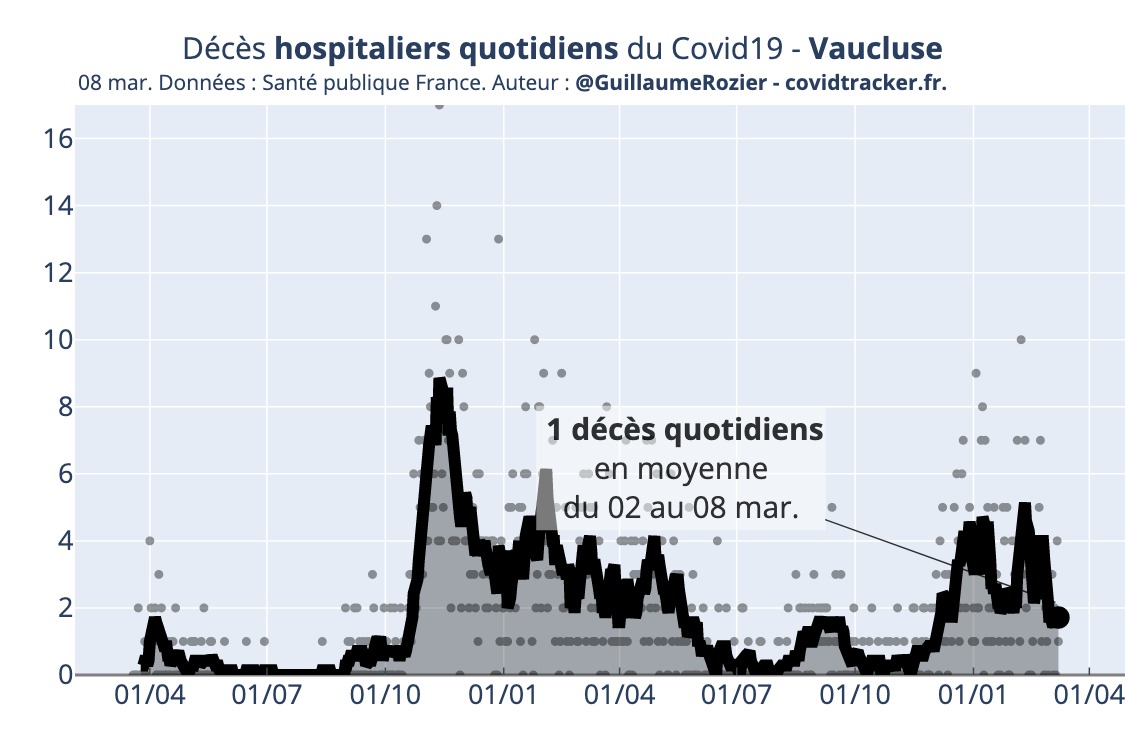 Décès hospitaliers quotidiens du Covid19 - Vaucluse
08 mar. Données : Santé publique France. Auteur : @GuillaumeRozier - covidtracker.fr.
16
14
12
10
8
6
4
2
0
1 décès quotidiens
en moyenne
du 02 au 08 mar.
01/04 01/07 01/10 01/01 01/04 01/07 01/10 01/01 01/04